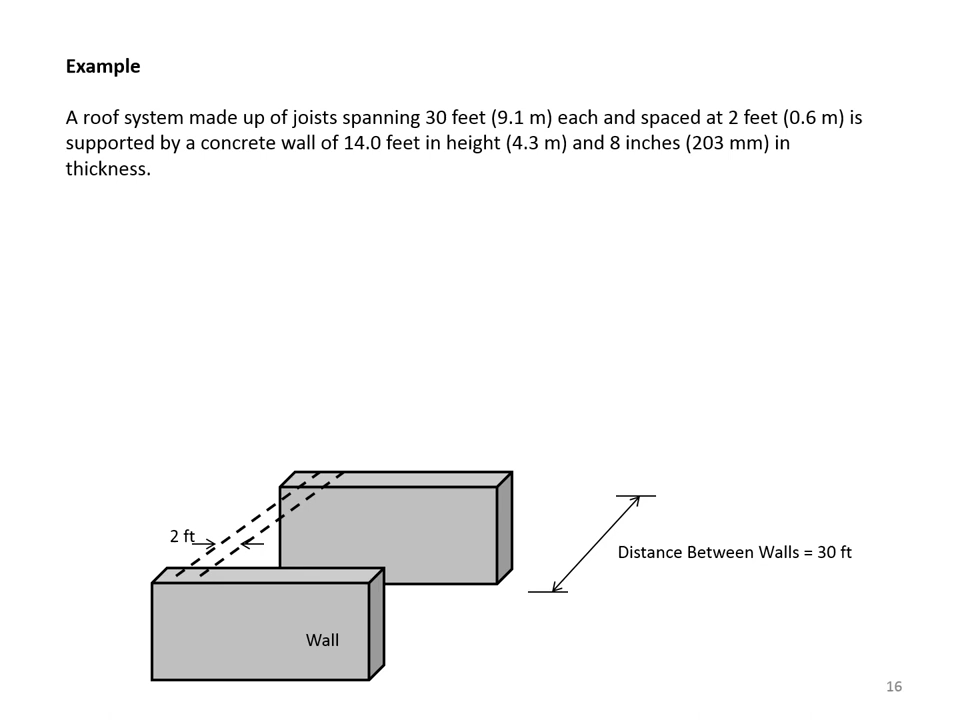 Example
A roof system made up of joists spanning 30 feet (9.1 m) each and spaced at 2 feet (0.6 m) is
supported by a concrete wall of 14.0 feet in height (4.3 m) and 8 inches (203 mm) in
thickness.
2 ft
Distance Between Walls = 30 ft
Wall
16